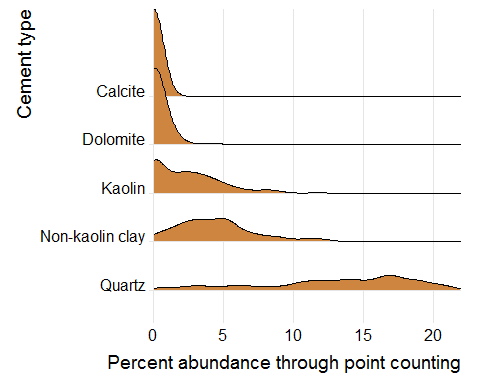 Cement type
Calcite
Dolomite
Kaolin
Non-kaolin clay
Quartz
0 5 10 15 20
Percent abundance through point counting